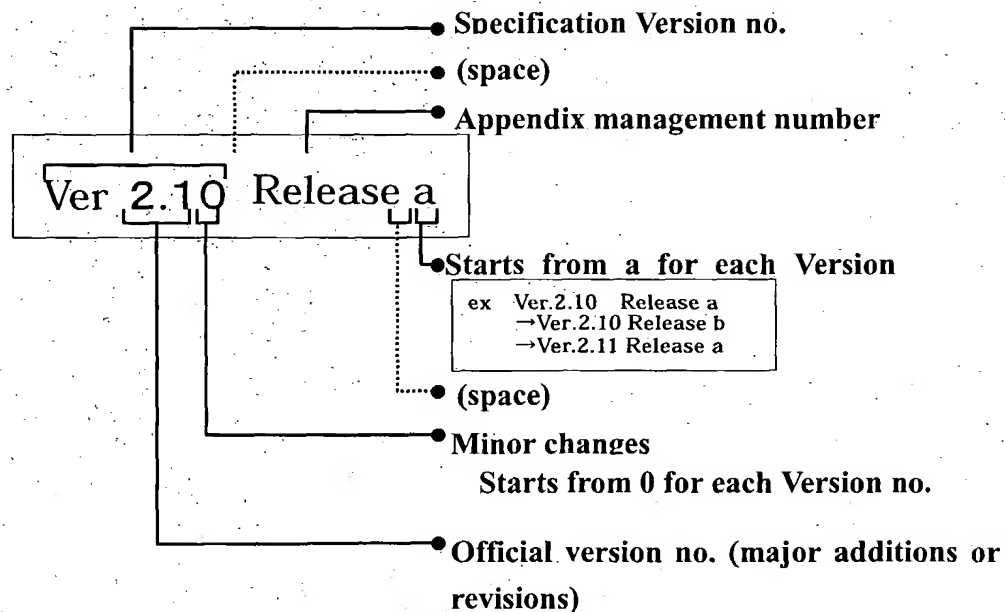 Specification Version no.
(space)
Appendix management number
Ver 2.10 Release a
Starts from a for each Version
ex Ver.2.10 Release a
→Ver.2.10 Release b
→Ver.2.11 Release a
(space)
Minor changes
Starts from 0 for each Version no.
Official version no. (major additions or
revisions)